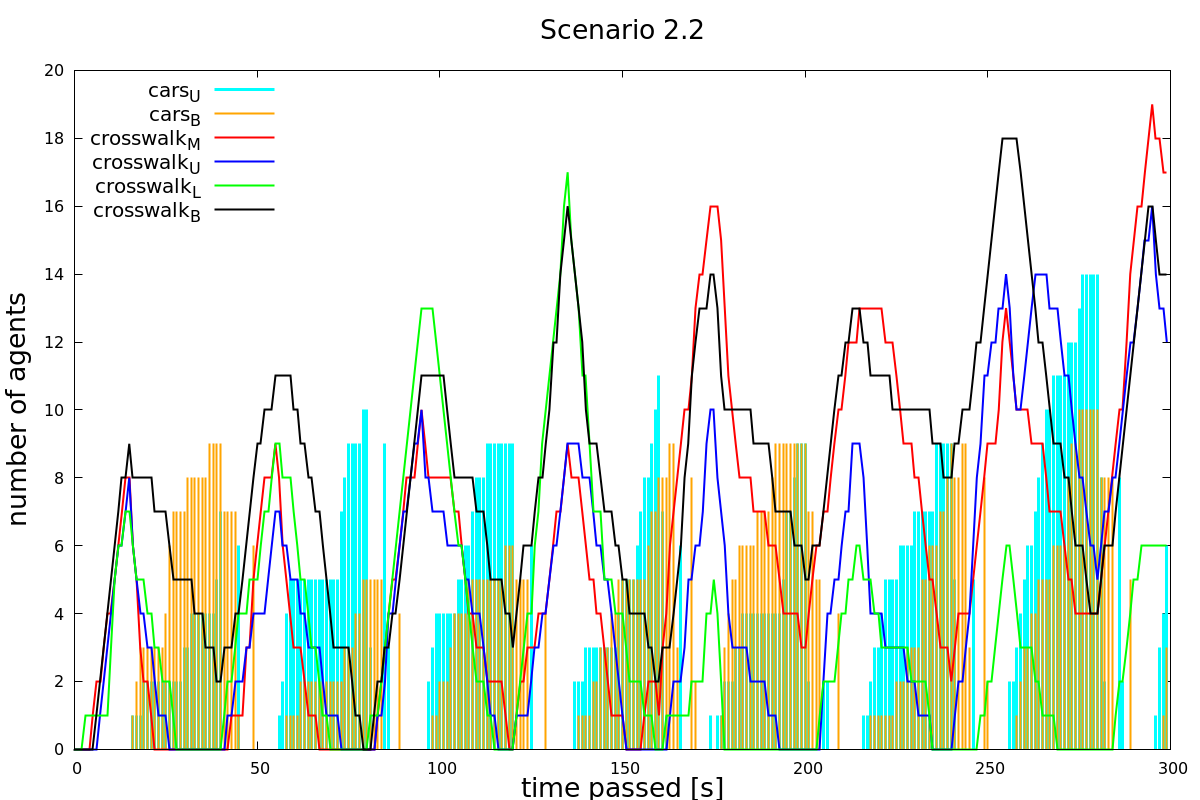 Scenario 2.2
20
18
16
14
12
10
8
6
4
2
0
number of agents
cars_U
cars_B
crosswalk_M
crosswalk_U
crosswalk_L
crosswalk_B
0 50 100 150 200 250 300
time passed [s]